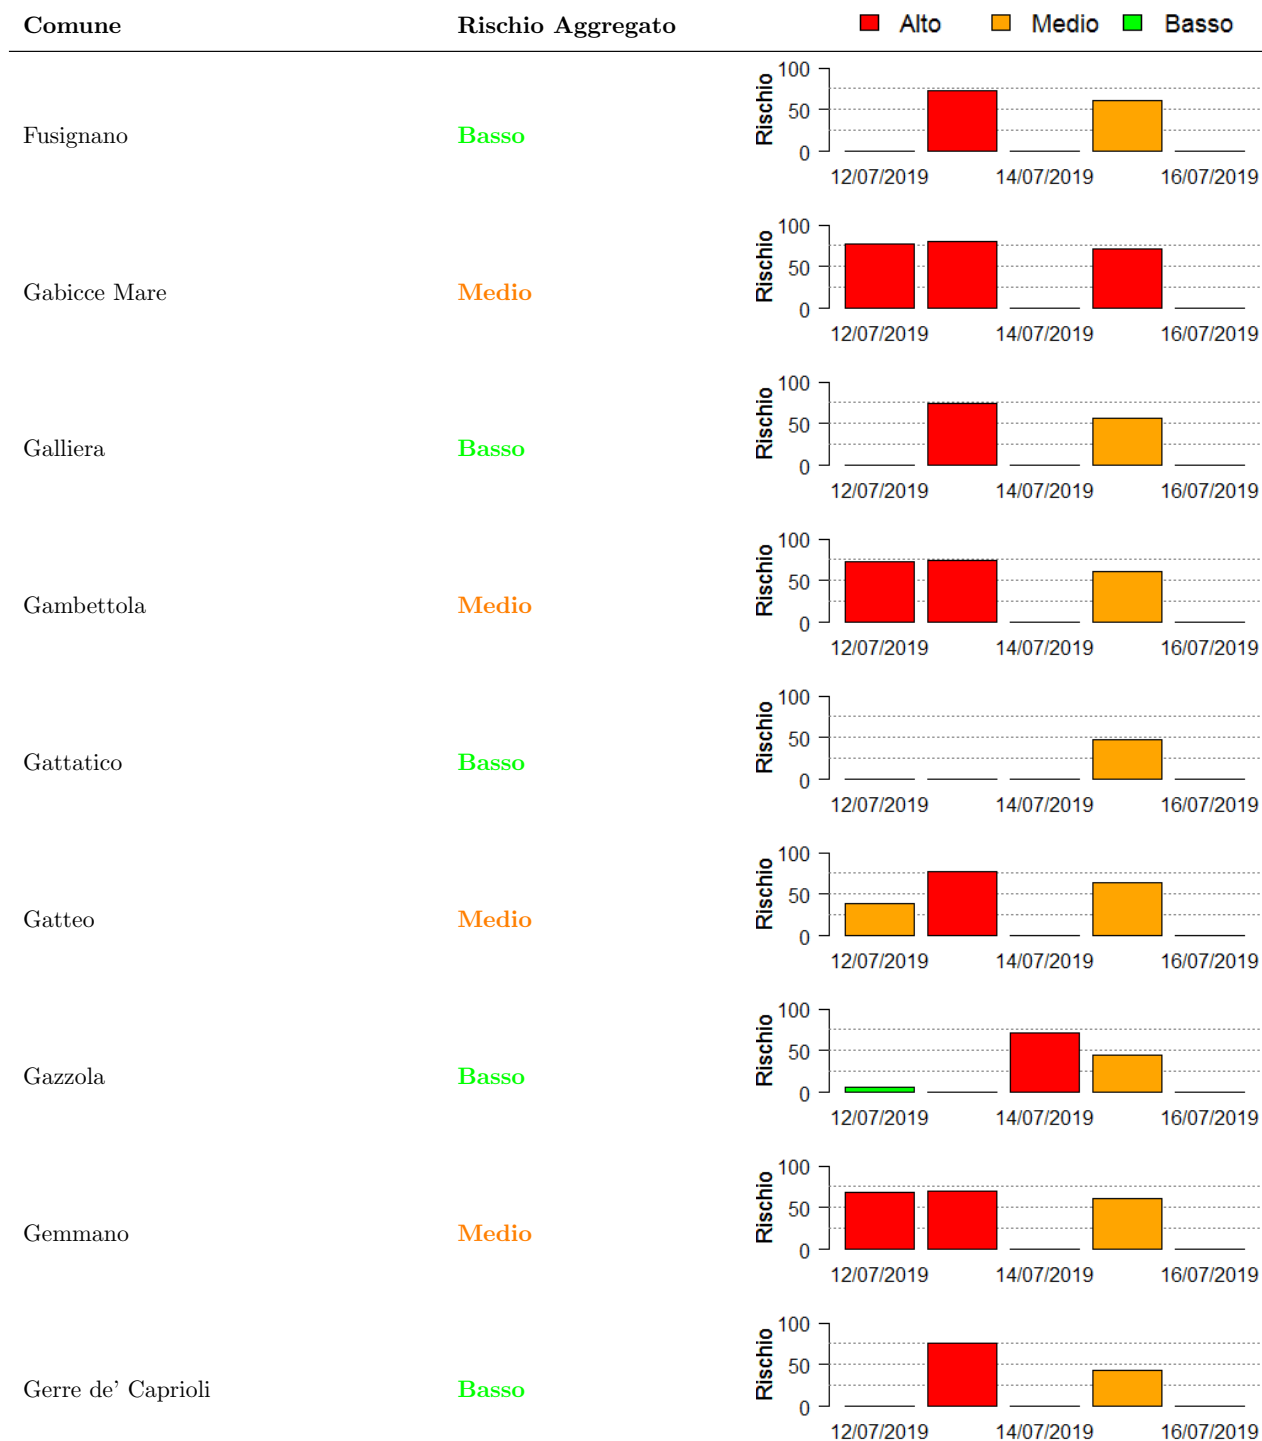 Comune Rischio Aggregato Alto Medio Basso
Fusignano Basso Rischio 100 50 0
12/07/2019 14/07/2019 16/07/2019
Gabicce Mare Medio Rischio 100 50 0
12/07/2019 14/07/2019 16/07/2019
Galliera Basso Rischio 100 50 0
12/07/2019 14/07/2019 16/07/2019
Gambettola Medio Rischio 100 50 0
12/07/2019 14/07/2019 16/07/2019
Gattatico Basso Rischio 100 50 0
12/07/2019 14/07/2019 16/07/2019
Gatteo Medio Rischio 100 50 0
12/07/2019 14/07/2019 16/07/2019
Gazzola Basso Rischio 100 50 0
12/07/2019 14/07/2019 16/07/2019
Gemmano Medio Rischio 100 50 0
12/07/2019 14/07/2019 16/07/2019
Gerre de' Caprioli Basso Rischio 100 50 0
12/07/2019 14/07/2019 16/07/2019